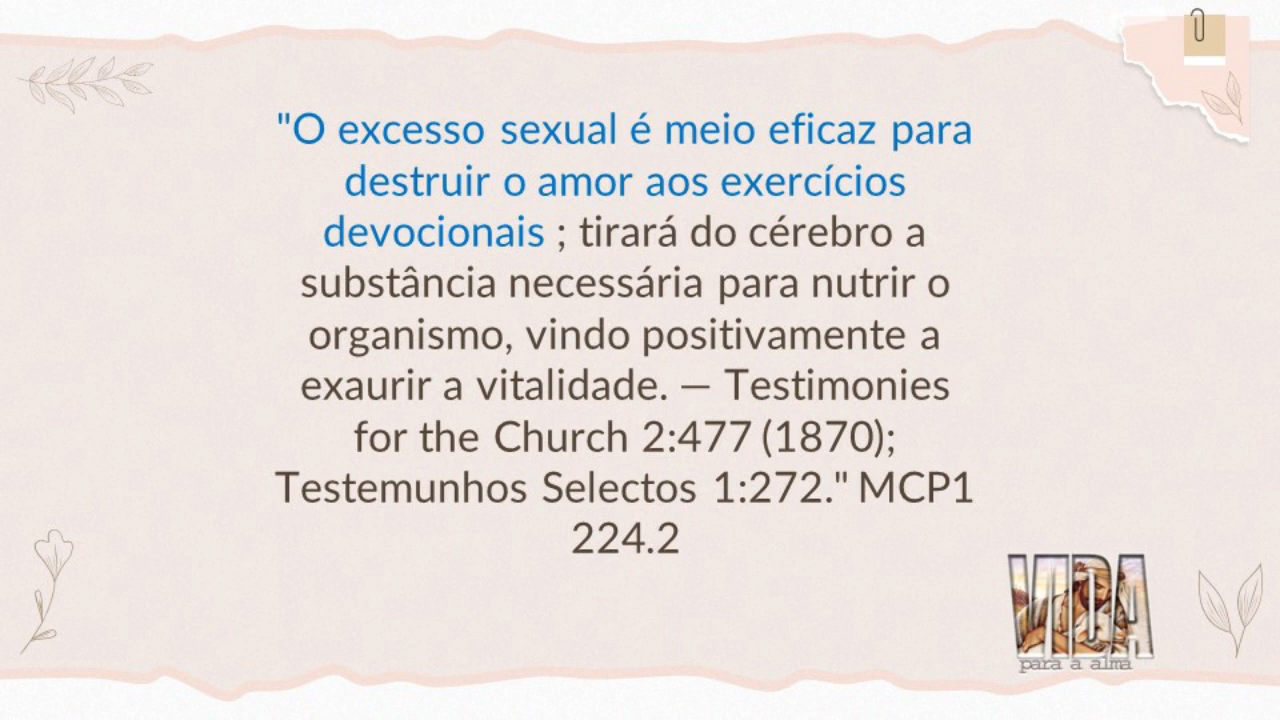 "O excesso sexual é meio eficaz para
destruir o amor aos exercícios
devocionais ; tirará do cérebro a
substância necessária para nutrir o
organismo, vindo positivamente a
exaurir a vitalidade. — Testimonies
for the Church 2:477 (1870);
Testemunhos Selectos 1:272." MCP1
224.2
VIDA
para a alma